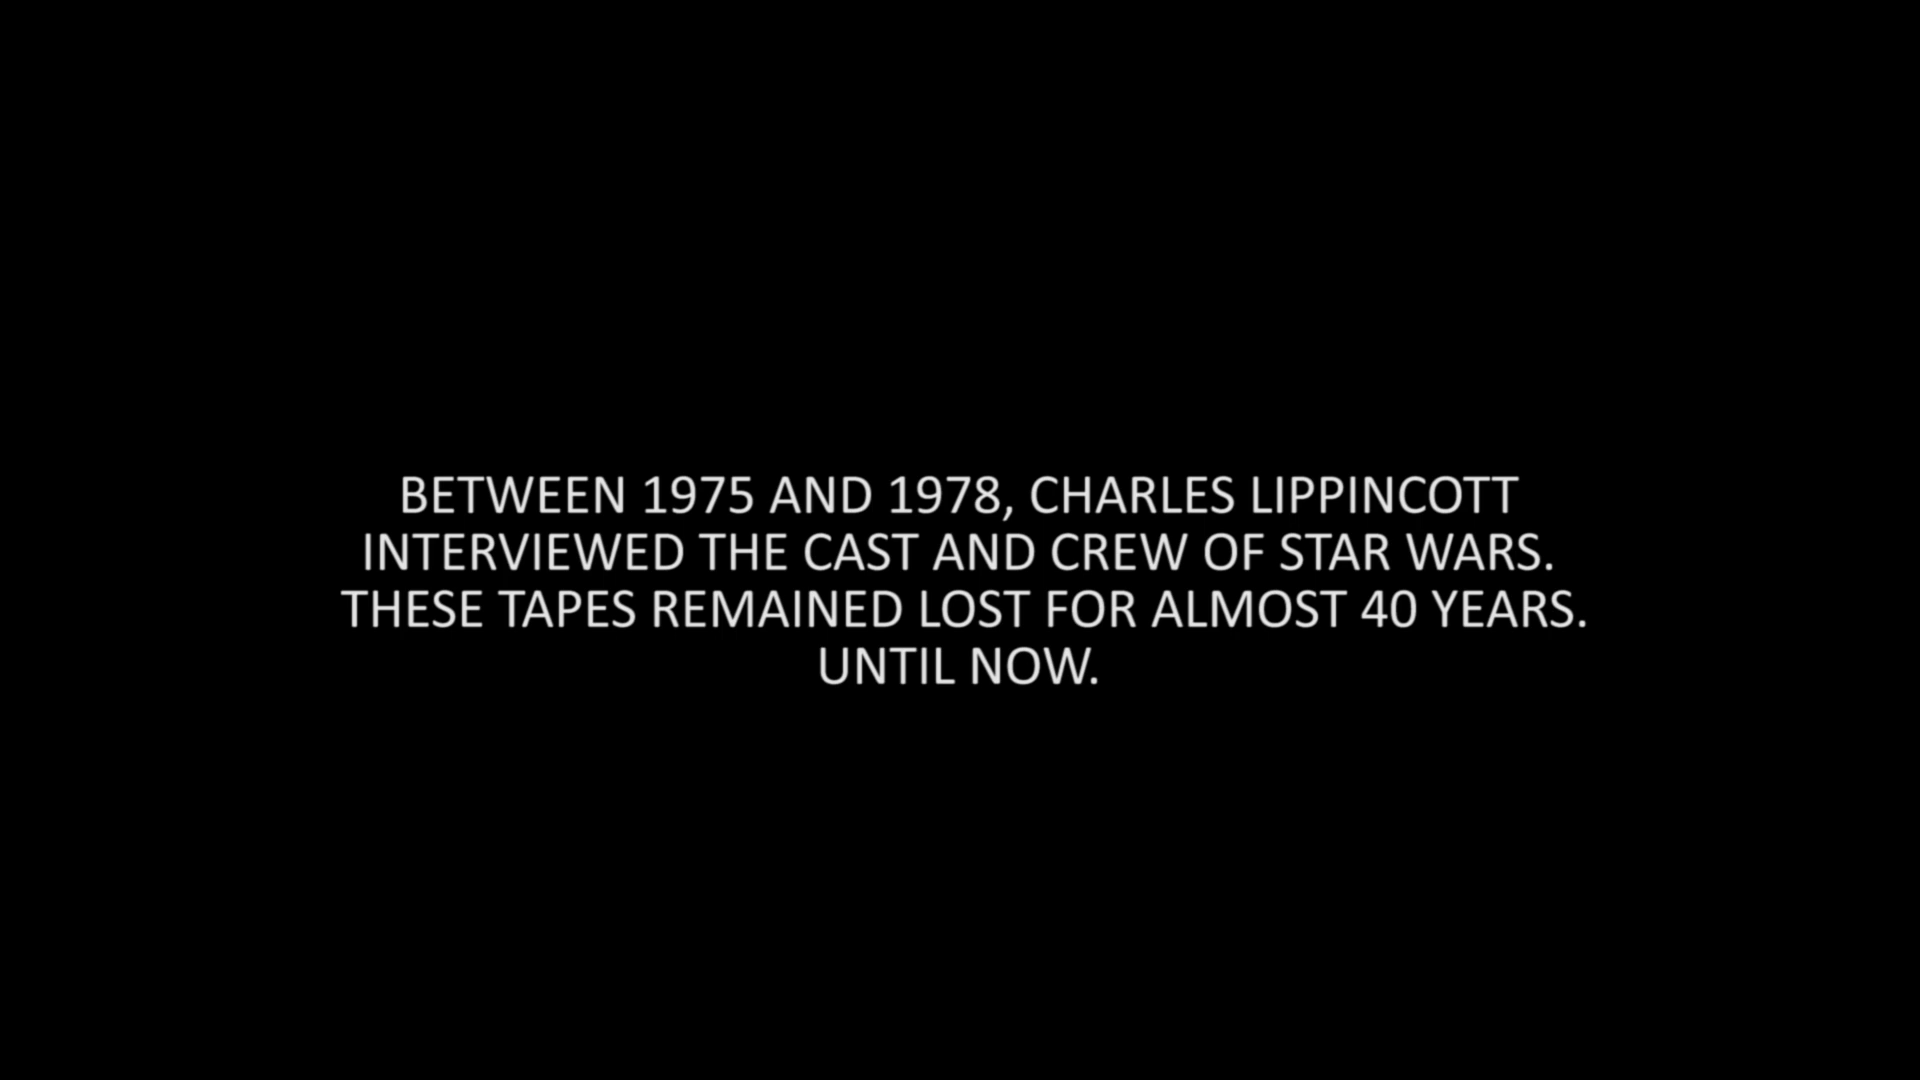 BETWEEN 1975 AND 1978, CHARLES LIPPINCOTT
INTERVIEWED THE CAST AND CREW OF STAR WARS.
THESE TAPES REMAINED LOST FOR ALMOST 40 YEARS.
UNTIL NOW.